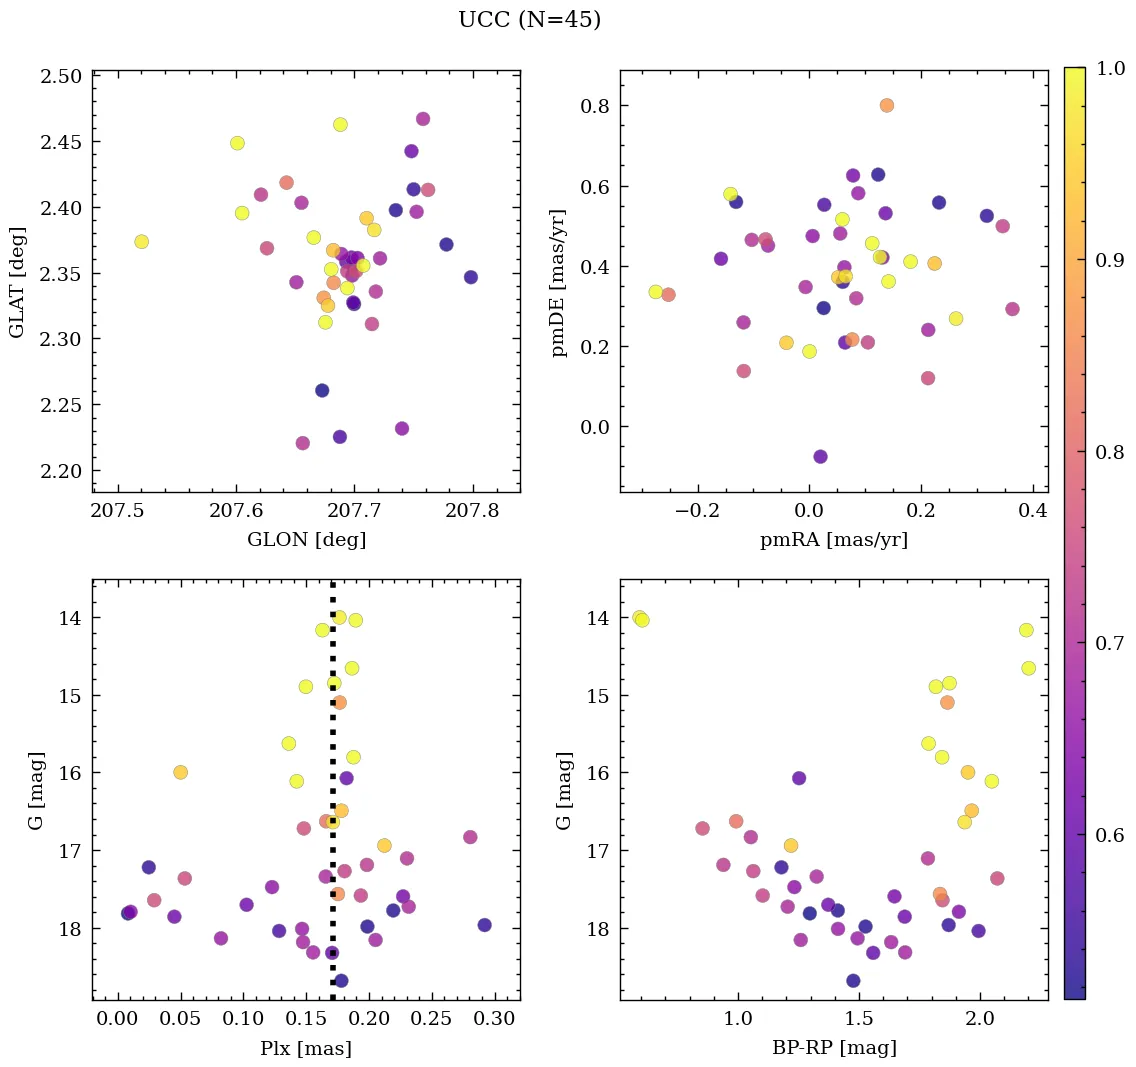 UCC (N=45)
2.50
2.45
2.40
2.35
2.30
2.25
2.20
GLAT [deg]
207.5 207.6 207.7 207.8
GLON [deg]
0.8
0.6
0.4
0.2
0.0
pmDE [mas/yr]
−0.2 0.0 0.2 0.4
pmRA [mas/yr]
14
15
16
17
18
G [mag]
0.00 0.05 0.10 0.15 0.20 0.25 0.30
Plx [mas]
14
15
16
17
18
G [mag]
1.0 1.5 2.0
BP-RP [mag]
1.0
0.9
0.8
0.7
0.6